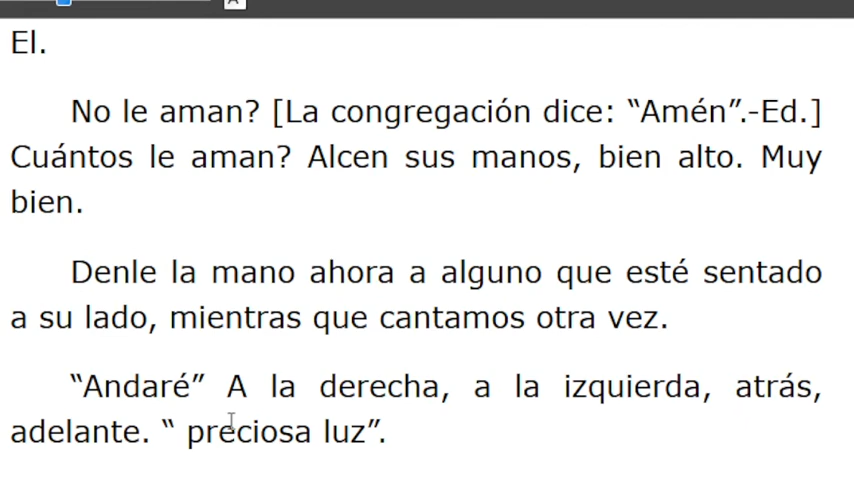 El.
No le aman? [La congregación dice: “Amén”.-Ed.]
Cuántos le aman? Alcen sus manos, bien alto. Muy
bien.
Denle la mano ahora a alguno que esté sentado
a su lado, mientras que cantamos otra vez.
“Andaré” A la derecha, a la izquierda, atrás,
adelante. “ preciosa luz”.